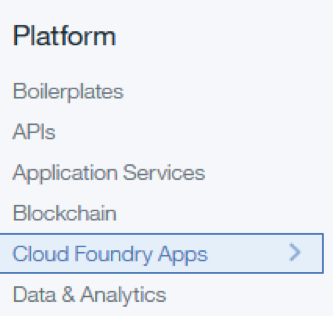 Platform
Boilerplates
APIs
Application Services
Blockchain
Cloud Foundry Apps
Data & Analytics